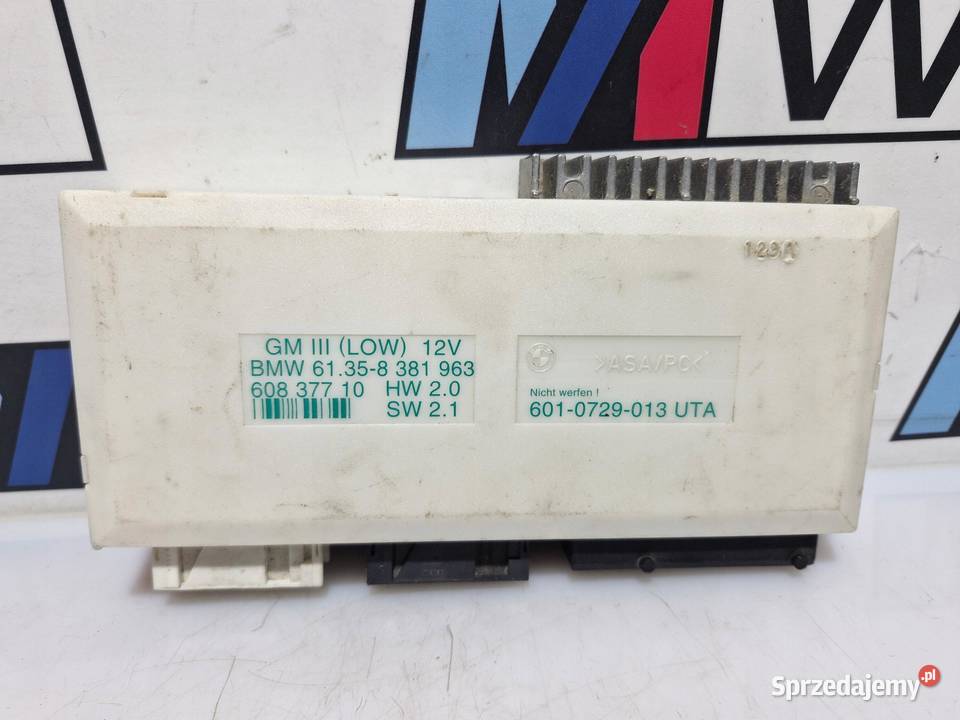 1290
GM III (LOW) 12V
BMW 61.35-8 381 963
608 377 10 HW 2.0
SW 2.1
>ASA/PC<
Nicht werfen !
601-0729-013 UTA
Sprzedajemy.pl